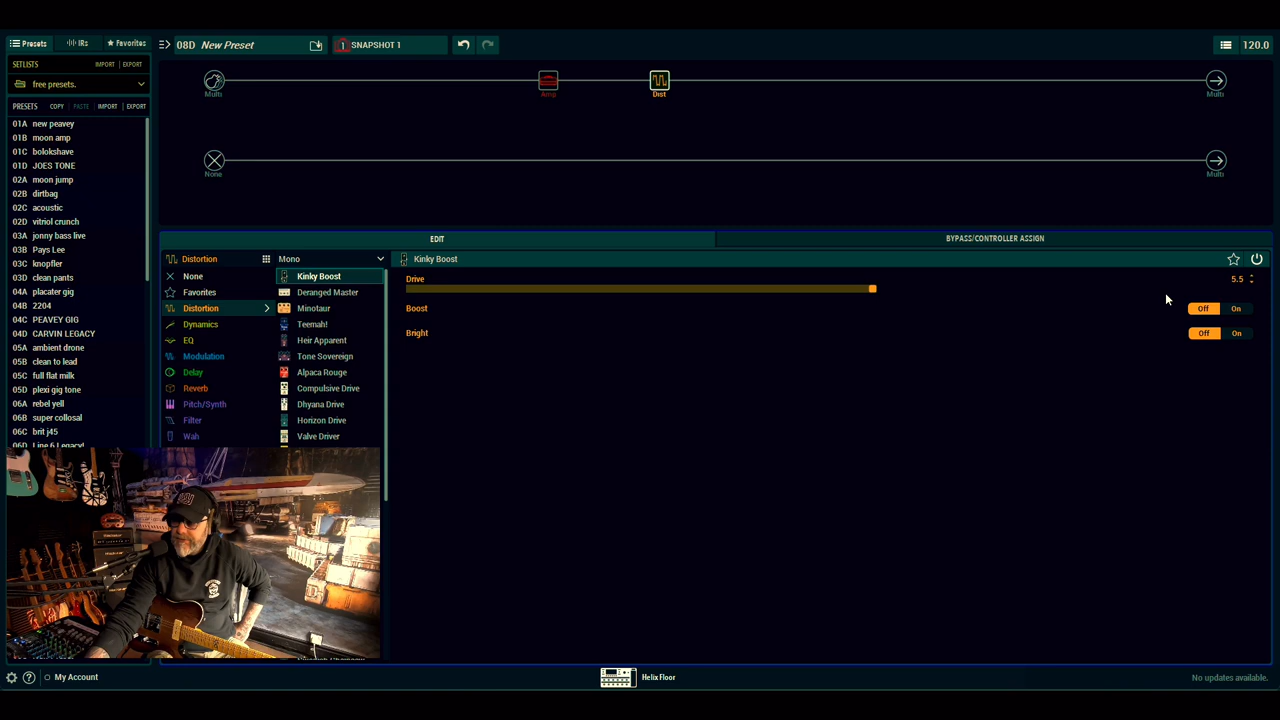 Presets IRs Favorites
08D New Preset
1 SNAPSHOT 1
120.0
SETLISTS IMPORT EXPORT
free presets.
PRESETS COPY PASTE IMPORT EXPORT
01A new peavey
01B moon amp
01C bolokshave
01D JOES TONE
02A moon jump
02B dirtbag
02C acoustic
02D vitriol crunch
03A jonny bass live
03B Pays Lee
03C knopfler
03D clean pants
04A placater gig
04B 2204
04C PEAVEY GIG
04D CARVIN LEGACY
05A ambient drone
05B clean to lead
05C full flat milk
05D plexi gig tone
06A rebel yell
06B super collosal
06C brit j45
06D Line 6 Legacy!
Multi Amp Dist Multi
None Multi
EDIT BYPASS/CONTROLLER ASSIGN
Distortion Mono
None
Favorites
Distortion
Dynamics
EQ
Modulation
Delay
Reverb
Pitch/Synth
Filter
Wah
Kinky Boost
Deranged Master
Minotaur
Teemah!
Heir Apparent
Tone Sovereign
Alpaca Rouge
Compulsive Drive
Dhyana Drive
Horizon Drive
Valve Driver
Kinky Boost
Drive 5.5
Boost Off On
Bright Off On
? My Account
Helix Floor
No updates available.